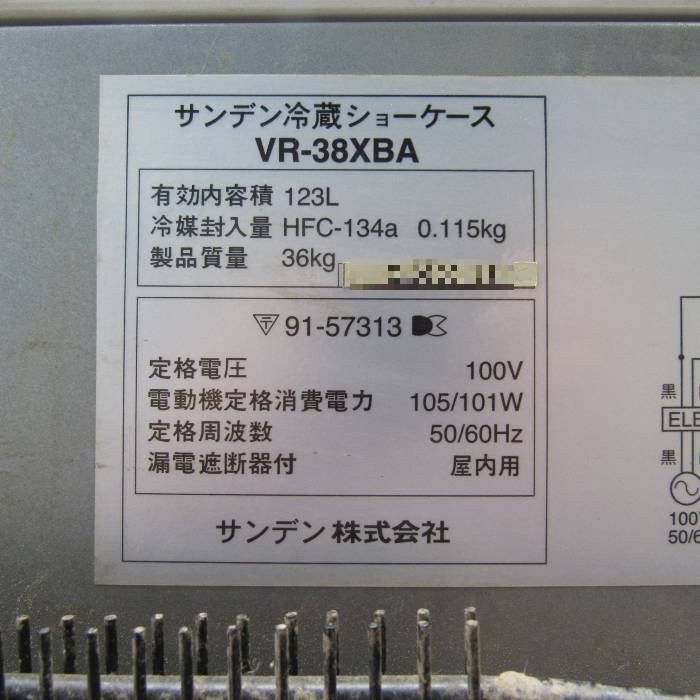 サンデン冷蔵ショーケース
VR-38XBA
有効内容積 123L
冷媒封入量 HFC-134a 0.115kg
製品質量 36kg
〒 91-57313
定格電圧 100V
電動機定格消費電力 105/101W
定格周波数 50/60Hz
漏電遮断器付 屋内用
サンデン株式会社
黒
ELB
黒
100V
50/6